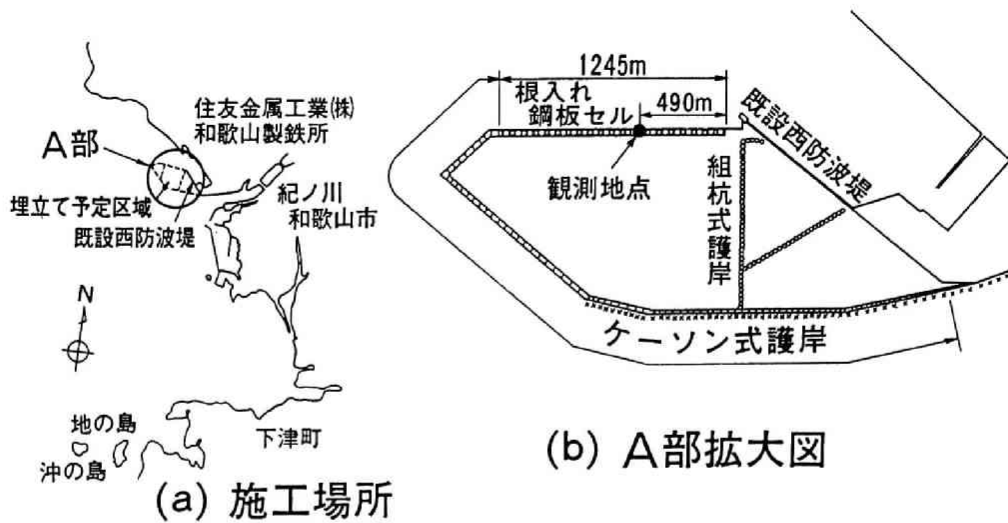 住友金属工業(株)
和歌山製鉄所
A部
紀ノ川
和歌山市
埋立て予定区域
既設西防波堤
N
地の島
沖の島
下津町
(a) 施工場所
1245m
根入れ
鋼板セル
490m
観測地点
既設西防波堤
組杭式護岸
ケーソン式護岸
(b) A部拡大図